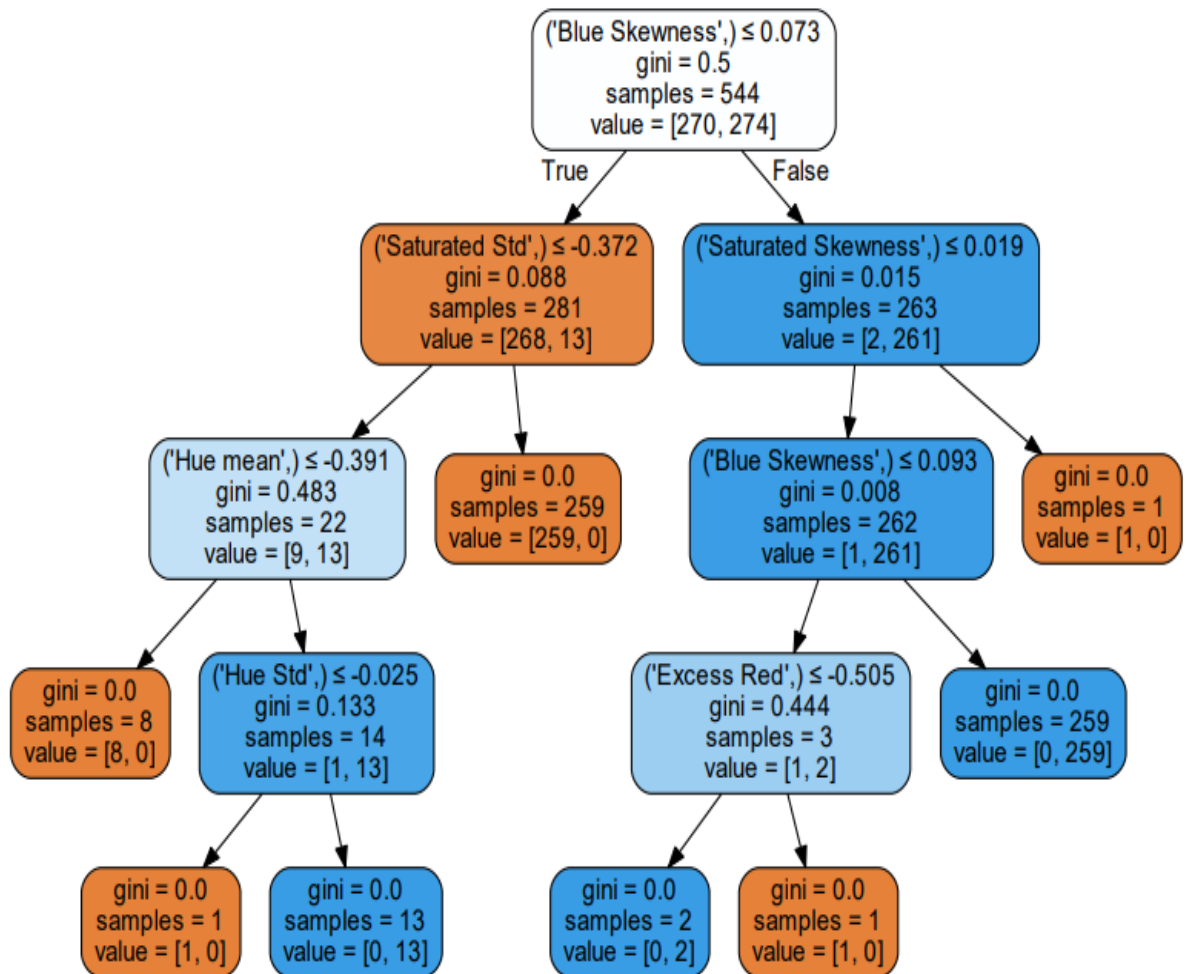 ('Blue Skewness',) ≤ 0.073
gini = 0.5
samples = 544
value = [270, 274]
True
False
('Saturated Std',) ≤ -0.372
gini = 0.088
samples = 281
value = [268, 13]
('Saturated Skewness',) ≤ 0.019
gini = 0.015
samples = 263
value = [2, 261]
('Hue mean',) ≤ -0.391
gini = 0.483
samples = 22
value = [9, 13]
gini = 0.0
samples = 259
value = [259, 0]
('Blue Skewness',) ≤ 0.093
gini = 0.008
samples = 262
value = [1, 261]
gini = 0.0
samples = 1
value = [1, 0]
gini = 0.0
samples = 8
value = [8, 0]
('Hue Std',) ≤ -0.025
gini = 0.133
samples = 14
value = [1, 13]
('Excess Red',) ≤ -0.505
gini = 0.444
samples = 3
value = [1, 2]
gini = 0.0
samples = 259
value = [0, 259]
gini = 0.0
samples = 1
value = [1, 0]
gini = 0.0
samples = 13
value = [0, 13]
gini = 0.0
samples = 2
value = [0, 2]
gini = 0.0
samples = 1
value = [1, 0]